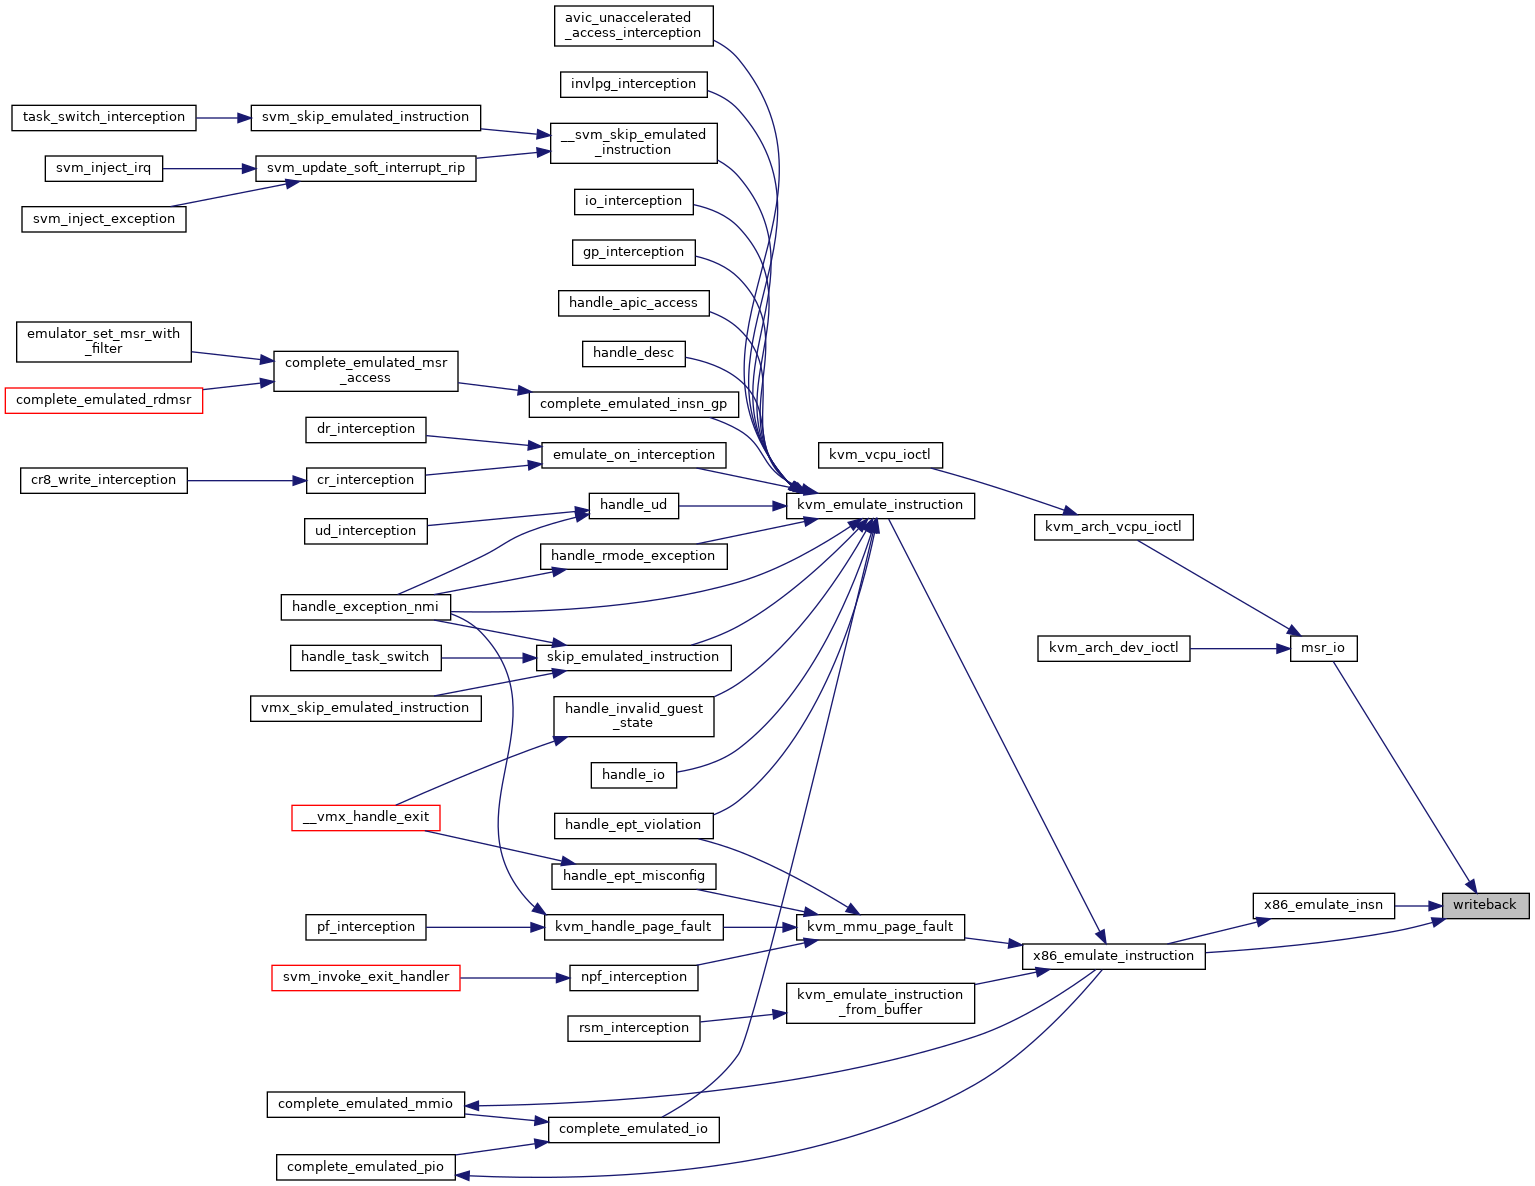 avic_unaccelerated
_access_interception
invlpg_interception
task_switch_interception
svm_skip_emulated_instruction
__svm_skip_emulated
_instruction
svm_inject_irq
svm_update_soft_interrupt_rip
io_interception
svm_inject_exception
gp_interception
handle_apic_access
emulator_set_msr_with
_filter
handle_desc
complete_emulated_msr
_access
complete_emulated_rdmsr
complete_emulated_insn_gp
dr_interception
emulate_on_interception
kvm_vcpu_ioctl
cr8_write_interception
cr_interception
handle_ud
kvm_emulate_instruction
ud_interception
kvm_arch_vcpu_ioctl
handle_rmode_exception
handle_exception_nmi
handle_task_switch
skip_emulated_instruction
kvm_arch_dev_ioctl
msr_io
vmx_skip_emulated_instruction
handle_invalid_guest
_state
handle_io
__vmx_handle_exit
handle_ept_violation
handle_ept_misconfig
x86_emulate_insn
writeback
pf_interception
kvm_handle_page_fault
kvm_mmu_page_fault
x86_emulate_instruction
svm_invoke_exit_handler
npf_interception
kvm_emulate_instruction
_from_buffer
rsm_interception
complete_emulated_mmio
complete_emulated_io
complete_emulated_pio